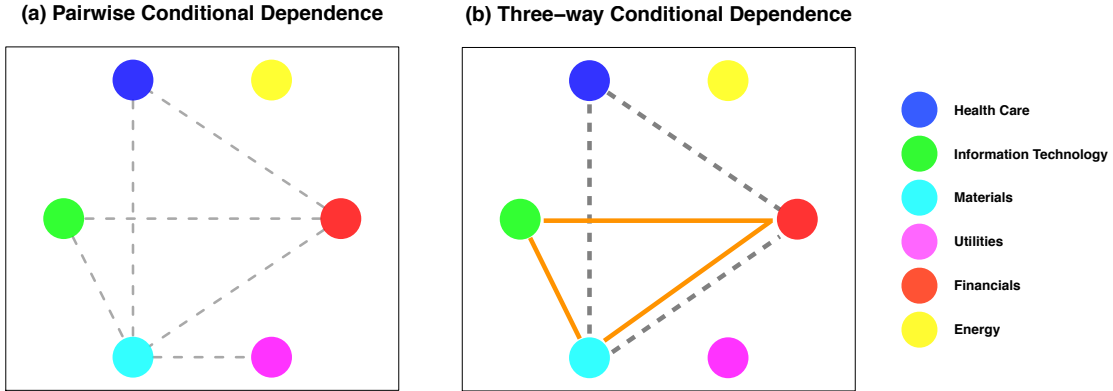 (a) Pairwise Conditional Dependence
(b) Three−way Conditional Dependence
Health Care
Information Technology
Materials
Utilities
Financials
Energy